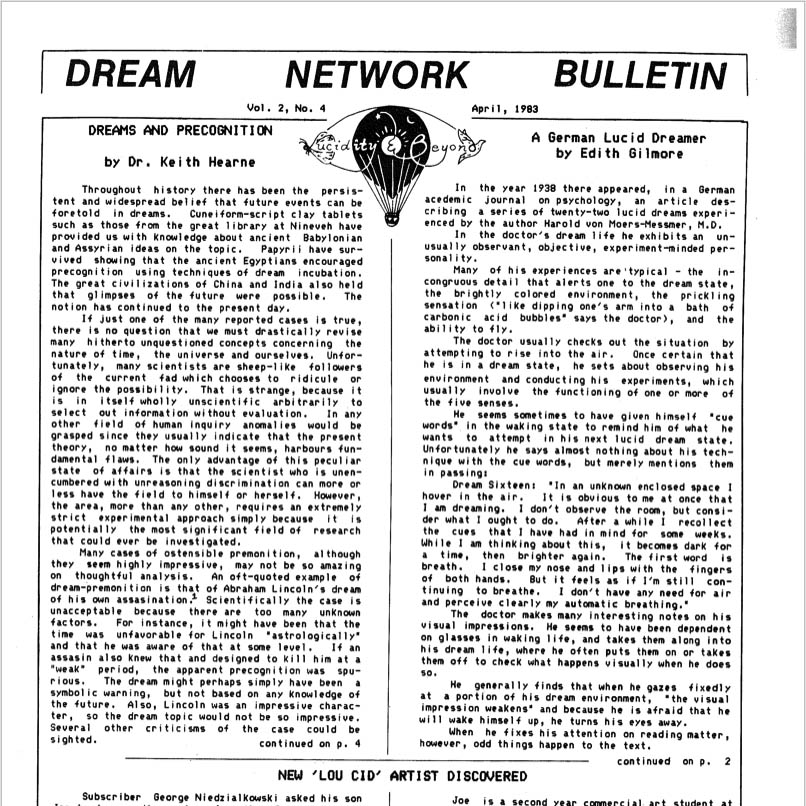 DREAM NETWORK BULLETIN
Vol. 2, No. 4
April, 1983
Lucidity & Beyond
DREAMS AND PRECOGNITION
by Dr. Keith Hearne
Throughout history there has been the persis-
tent and widespread belief that future events can be
foretold in dreams. Cuneiform-script clay tablets
such as those from the great library at Nineveh have
provided us with knowledge about ancient Babylonian
and Assyrian ideas on the topic. Papyrii have sur-
vived showing that the ancient Egyptians encouraged
precognition using techniques of dream incubation.
The great civilizations of China and India also held
that glimpses of the future were possible. The
notion has continued to the present day.
If just one of the many reported cases is true,
there is no question that we must drastically revise
many hitherto unquestioned concepts concerning the
nature of time, the universe and ourselves. Unfor-
tunately, many scientists are sheep-like followers
of the current fad which chooses to ridicule or
ignore the possibility. That is strange, because it
is in itself wholly unscientific arbitrarily to
select out information without evaluation. In any
other field of human inquiry anomalies would be
grasped since they usually indicate that the present
theory, no matter how sound it seems, harbours fun-
damental flaws. The only advantage of this peculiar
state of affairs is that the scientist who is unen-
cumbered with unreasoning discrimination can more or
less have the field to himself or herself. However,
the area, more than any other, requires an extremely
strict experimental approach simply because it is
potentially the most significant field of research
that could ever be investigated.
Many cases of ostensible premonition, although
they seem highly impressive, may not be so amazing
on thoughtful analysis. An oft-quoted example of
dream-premonition is that of Abraham Lincoln's dream
of his own assasination. Scientifically the case is
unacceptable because there are too many unknown
factors. For instance, it might have been that the
time was unfavorable for Lincoln "astrologically"
and that he was aware of that at some level. If an
assasin also knew that and designed to kill him at a
"weak" period, the apparent precognition was spu-
rious. The dream might perhaps simply have been a
symbolic warning, but not based on any knowledge of
the future. Also, Lincoln was an impressive charac-
ter, so the dream topic would not be so impressive.
Several other criticisms of the case could be
sighted.
continued on p. 4
A German Lucid Dreamer
by Edith Gilmore
In the year 1938 there appeared, in a German
acedemic journal on psychology, an article des-
cribing a series of twenty-two lucid dreams experi-
enced by the author Harold von Moers-Messmer, M.D.
In the doctor's dream life he exhibits an un-
usually observant, objective, experiment-minded per-
sonality.
Many of his experiences are typical - the in-
congruous detail that alerts one to the dream state,
the brightly colored environment, the prickling
sensation ("like dipping one's arm into a bath of
carbonic acid bubbles" says the doctor), and the
ability to fly.
The doctor usually checks out the situation by
attempting to rise into the air. Once certain that
he is in a dream state, he sets about observing his
environment and conducting his experiments, which
usually involve the functioning of one or more of
the five senses.
He seems sometimes to have given himself "cue
words" in the waking state to remind him of what he
wants to attempt in his next lucid dream state.
Unfortunately he says almost nothing about his tech-
nique with the cue words, but merely mentions them
in passing:
Dream Sixteen: "In an unknown enclosed space I
hover in the air. It is obvious to me at once that
I am dreaming. I don't observe the room, but consi-
der what I ought to do. After a while I recollect
the cues that I have had in mind for some weeks.
While I am thinking about this, it becomes dark for
a time, then brighter again. The first word is
breath. I close my nose and lips with the fingers
of both hands. But it feels as if I'm still con-
tinuing to breathe. I don't have any need for air
and perceive clearly my automatic breathing."
The doctor makes many interesting notes on his
visual impressions. He seems to have been dependent
on glasses in waking life, and takes them along into
his dream life, where he often puts them on or takes
them off to check what happens visually when he does
so.
He generally finds that when he gazes fixedly
at a portion of his dream environment, "the visual
impression weakens" and because he is afraid that he
will wake himself up, he turns his eyes away.
When he fixes his attention on reading matter,
however, odd things happen to the text.
continued on p. 2
NEW 'LOU CID' ARTIST DISCOVERED
Subscriber George Niedzialkowski asked his son
Joe is a second year commercial art student at